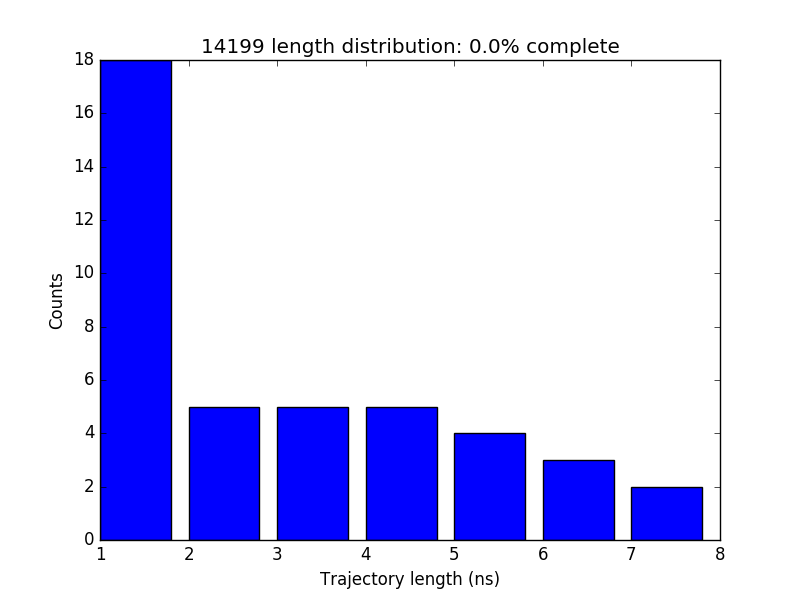 14199 length distribution: 0.0% complete
18
16
14
12
10
8
6
4
2
0
Counts
1 2 3 4 5 6 7 8
Trajectory length (ns)